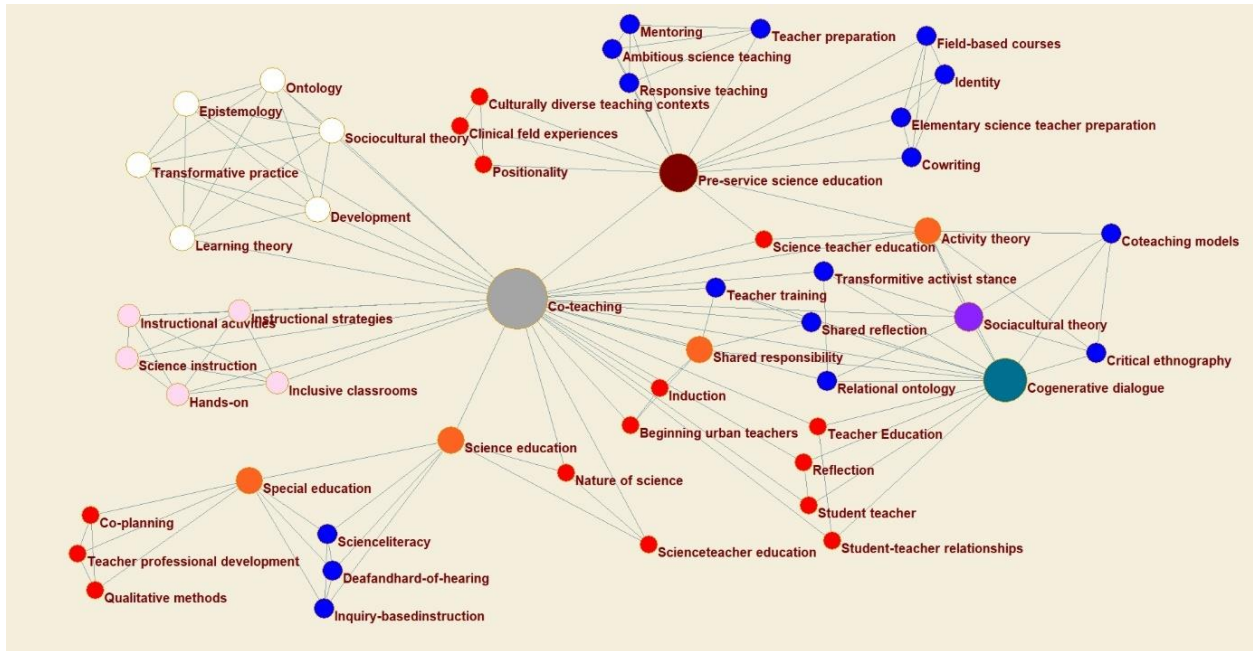 Mentoring
Teacher preparation
Field-based courses
Ambitious science teaching
Ontology
Identity
Responsive teaching
Culturally diverse teaching contexts
Epistemology
Elementary science teacher preparation
Clinical feld experiences
Sociocultural theory
Cowriting
Positionality
Transformative practice
Pre-service science education
Development
Learning theory
Science teacher education
Activity theory
Coteaching models
Transformitive activist stance
Teacher training
Co-teaching
Instructional activities
Instructional strategies
Shared reflection
Sociacultural theory
Shared responsibility
Critical ethnography
Science instruction
Relational ontology
Cogenerative dialogue
Inclusive classrooms
Induction
Hands-on
Beginning urban teachers
Teacher Education
Science education
Reflection
Nature of science
Special education
Student teacher
Co-planning
Scienceliteracy
Scienceteacher education
Student-teacher relationships
Teacher professional development
Deafandhard-of-hearing
Qualitative methods
Inquiry-basedinstruction